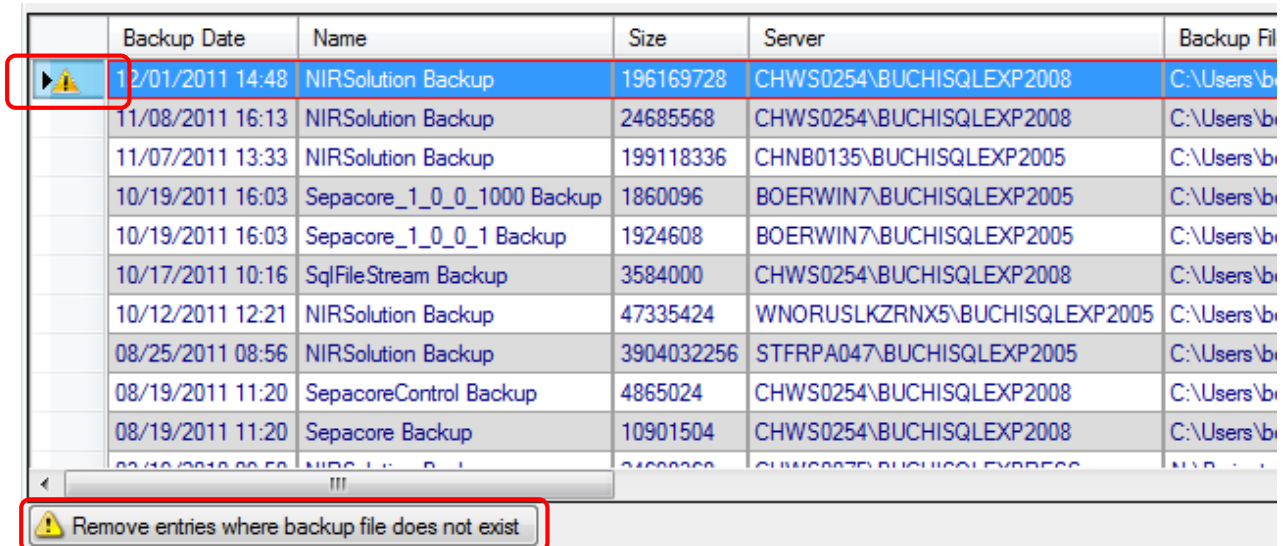 Backup Date Name Size Server Backup Fil
12/01/2011 14:48 NIRSolution Backup 196169728 CHWS0254\BUCHISQLEXP2008 C:\Users\b
11/08/2011 16:13 NIRSolution Backup 24685568 CHWS0254\BUCHISQLEXP2008 C:\Users\b
11/07/2011 13:33 NIRSolution Backup 199118336 CHNB0135\BUCHISQLEXP2005 C:\Users\b
10/19/2011 16:03 Sepacore_1_0_0_1000 Backup 1860096 BOERWIN7\BUCHISQLEXP2005 C:\Users\b
10/19/2011 16:03 Sepacore_1_0_0_1 Backup 1924608 BOERWIN7\BUCHISQLEXP2005 C:\Users\b
10/17/2011 10:16 SqlFileStream Backup 3584000 CHWS0254\BUCHISQLEXP2008 C:\Users\b
10/12/2011 12:21 NIRSolution Backup 47335424 WNORUSLKZRNX5\BUCHISQLEXP2005 C:\Users\b
08/25/2011 08:56 NIRSolution Backup 3904032256 STFRPA047\BUCHISQLEXP2005 C:\Users\b
08/19/2011 11:20 SepacoreControl Backup 4865024 CHWS0254\BUCHISQLEXP2008 C:\Users\b
08/19/2011 11:20 Sepacore Backup 10901504 CHWS0254\BUCHISQLEXP2008 C:\Users\b
Remove entries where backup file does not exist